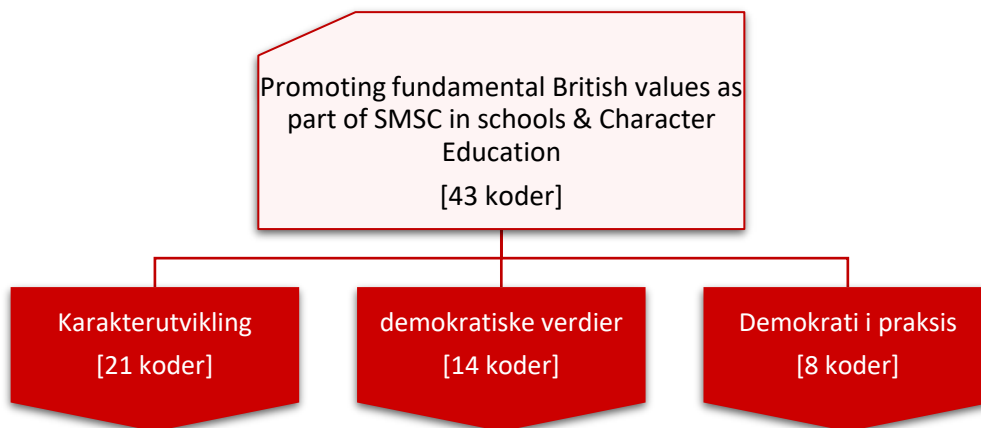 Promoting fundamental British values as
part of SMSC in schools & Character
Education
[43 koder]
Karakterutvikling
[21 koder]
demokratiske verdier
[14 koder]
Demokrati i praksis
[8 koder]